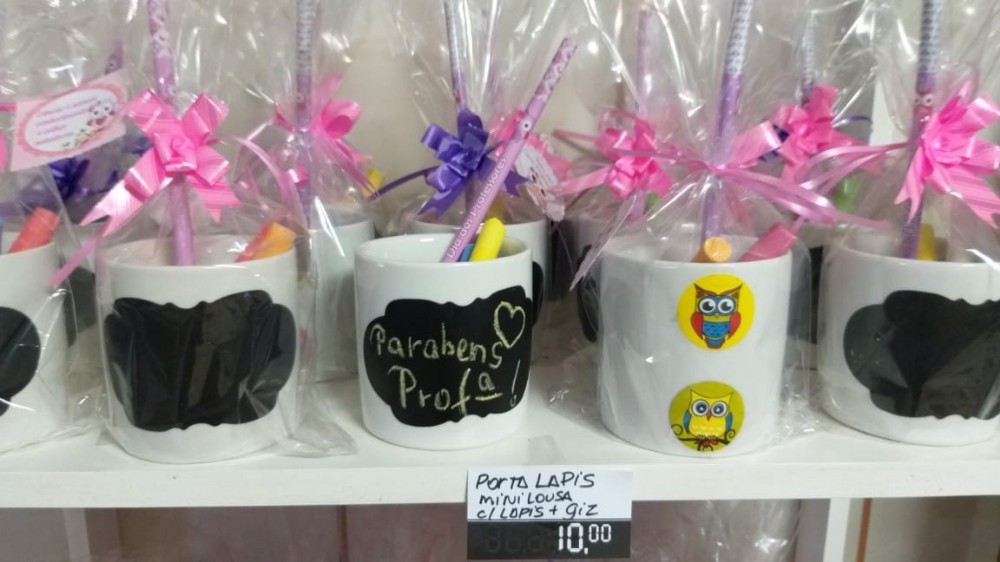 Parabens
Profª!
PORTA LAPIS
MINI LOUSA
c/ LAPIS + giz
10,00